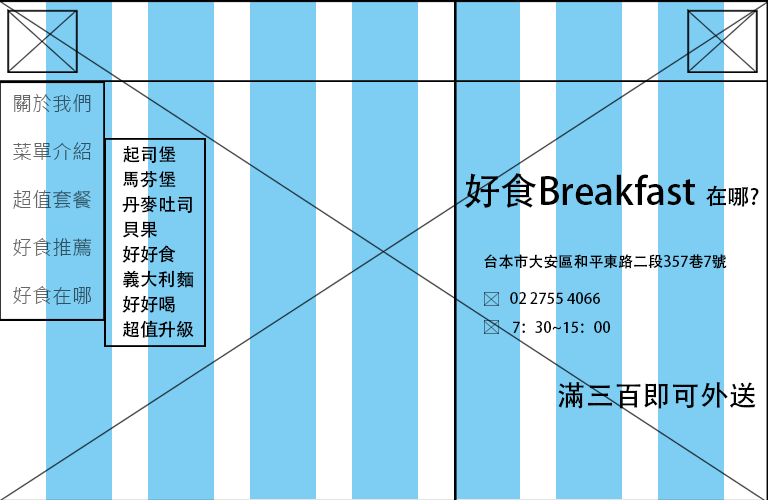 關於我們
菜單介紹
超值套餐
好食推薦
好食在哪
起司堡
馬芬堡
丹麥吐司
貝果
好好食
義大利麵
好好喝
超值升級
好食Breakfast 在哪?
台本市大安區和平東路二段357巷7號
02 2755 4066
7：30~15：00
滿三百即可外送